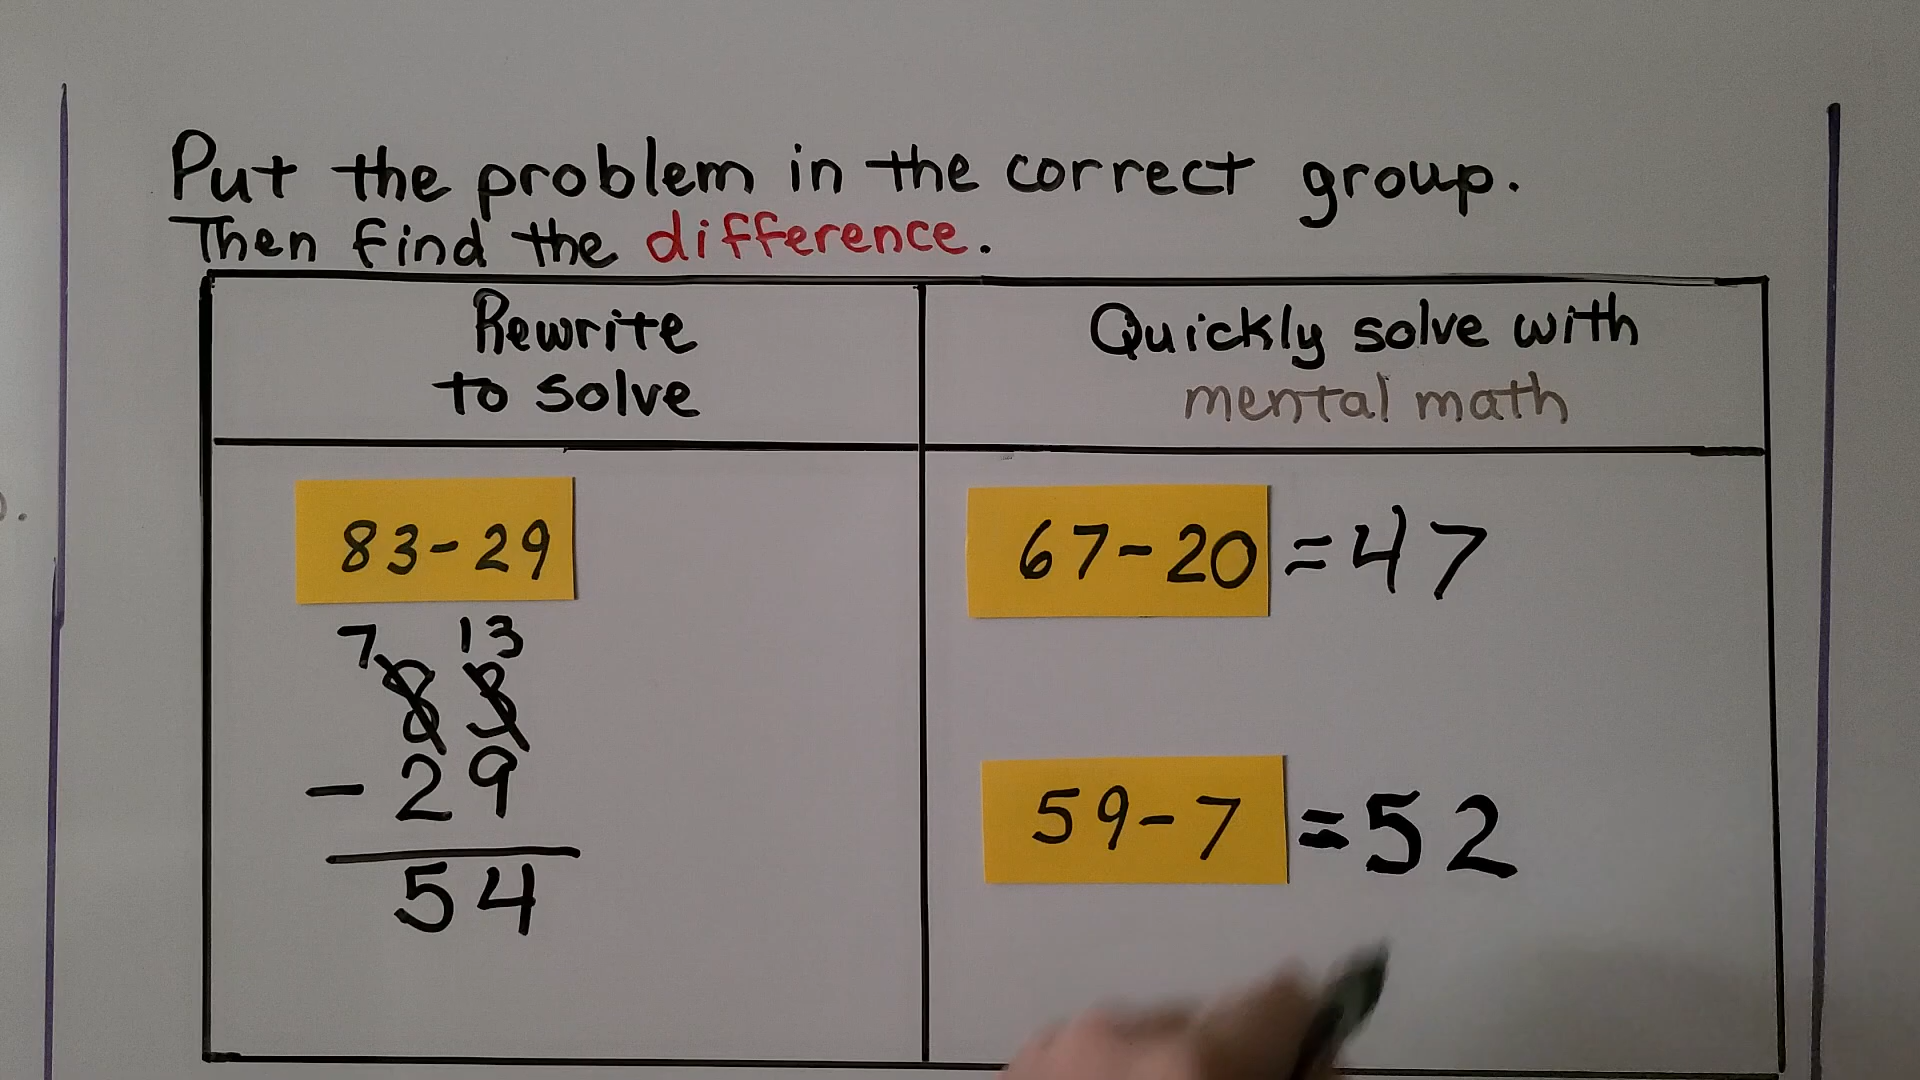 Put the problem in the correct group.
Then find the difference.
Rewrite
to solve
Quickly solve with
mental math
83-29
7 13
83
- 29
54
67-20 = 47
59-7 = 52